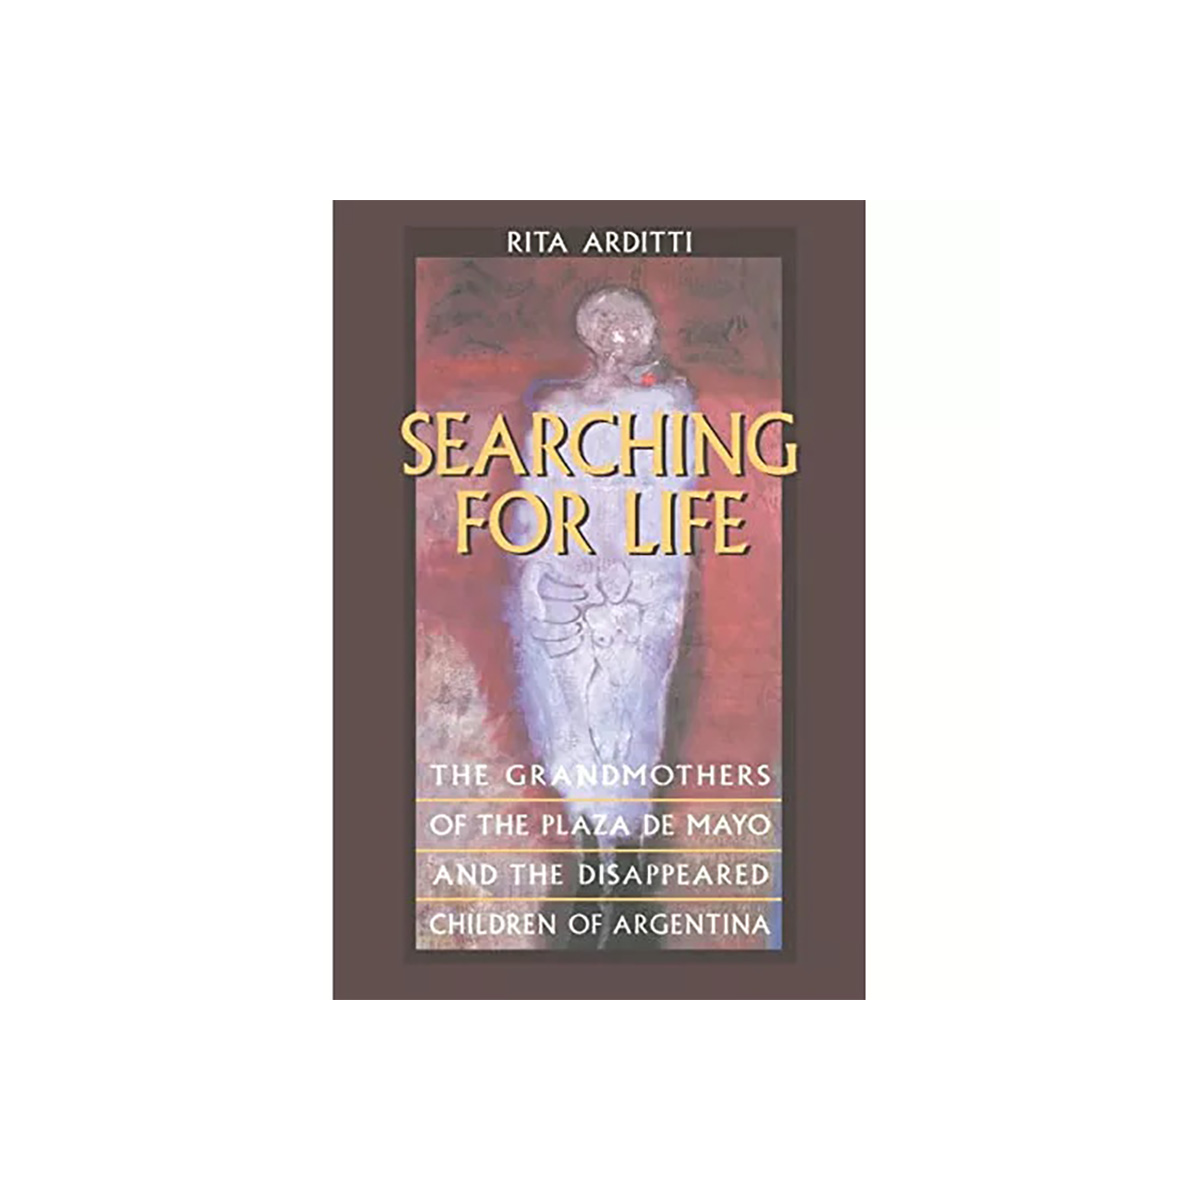 RITA ARDITTI
SEARCHING
FOR LIFE
THE GRANDMOTHERS
OF THE PLAZA DE MAYO
AND THE DISAPPEARED
CHILDREN OF ARGENTINA